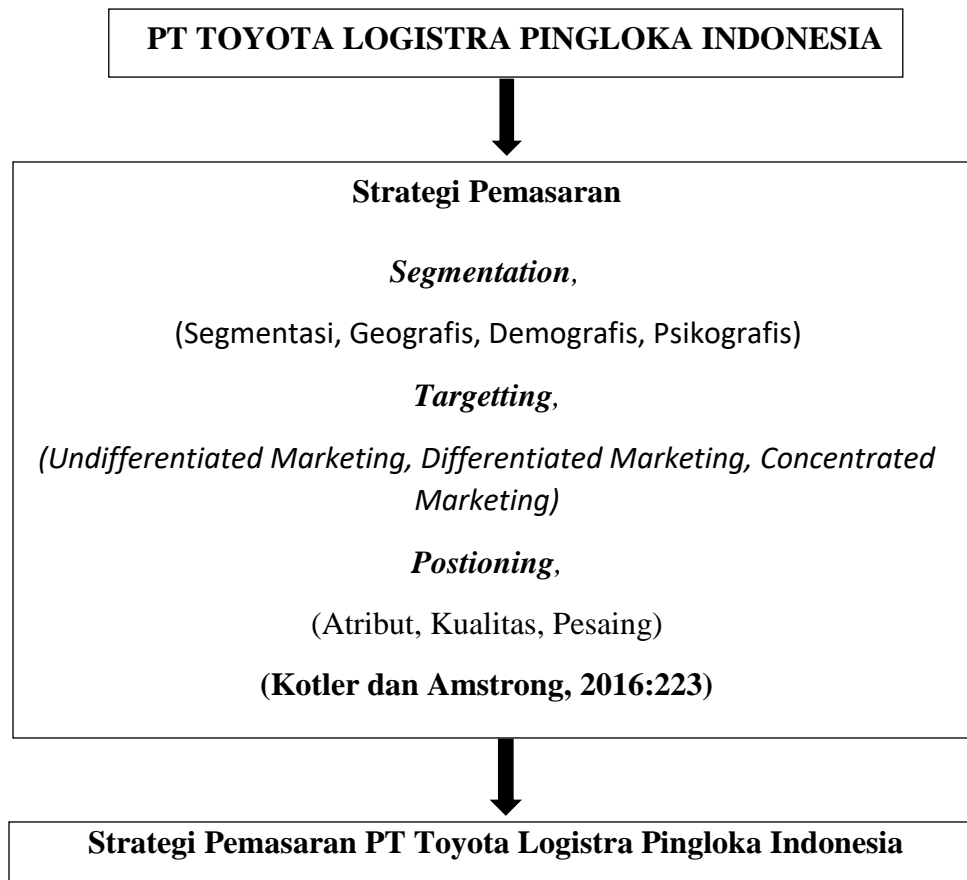 PT TOYOTA LOGISTRA PINGLOKA INDONESIA
Strategi Pemasaran
Segmentation,
(Segmentasi, Geografis, Demografis, Psikografis)
Targetting,
(Undifferentiated Marketing, Differentiated Marketing, Concentrated
Marketing)
Postioning,
(Atribut, Kualitas, Pesaing)
(Kotler dan Amstrong, 2016:223)
Strategi Pemasaran PT Toyota Logistra Pingloka Indonesia